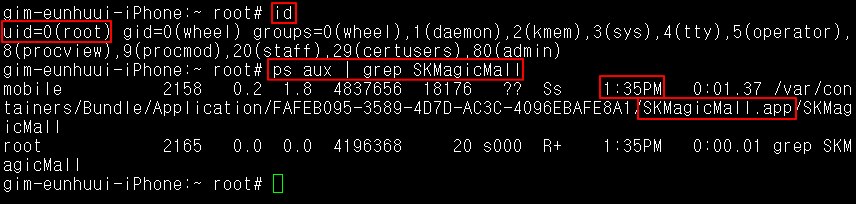 gim-eunhuui-iPhone:~ root# id
uid=0(root) gid=0(wheel) groups=0(wheel),1(daemon),2(kmem),3(sys),4(tty),5(operator),
8(procview),9(procmod),20(staff),29(certusers),80(admin)
gim-eunhuui-iPhone:~ root# ps aux | grep SKMagicMall
mobile 2158 0.2 1.8 4837656 18176 ?? Ss 1:35PM 0:01.37 /var/con
tainers/Bundle/Application/FAFEB095-3589-4D7D-AC3C-4096EBAFE8A1/SKMagicMall.app/SKMag
icMall
root 2165 0.0 0.0 4196368 20 s000 R+ 1:35PM 0:00.01 grep SKM
agicMall
gim-eunhuui-iPhone:~ root#